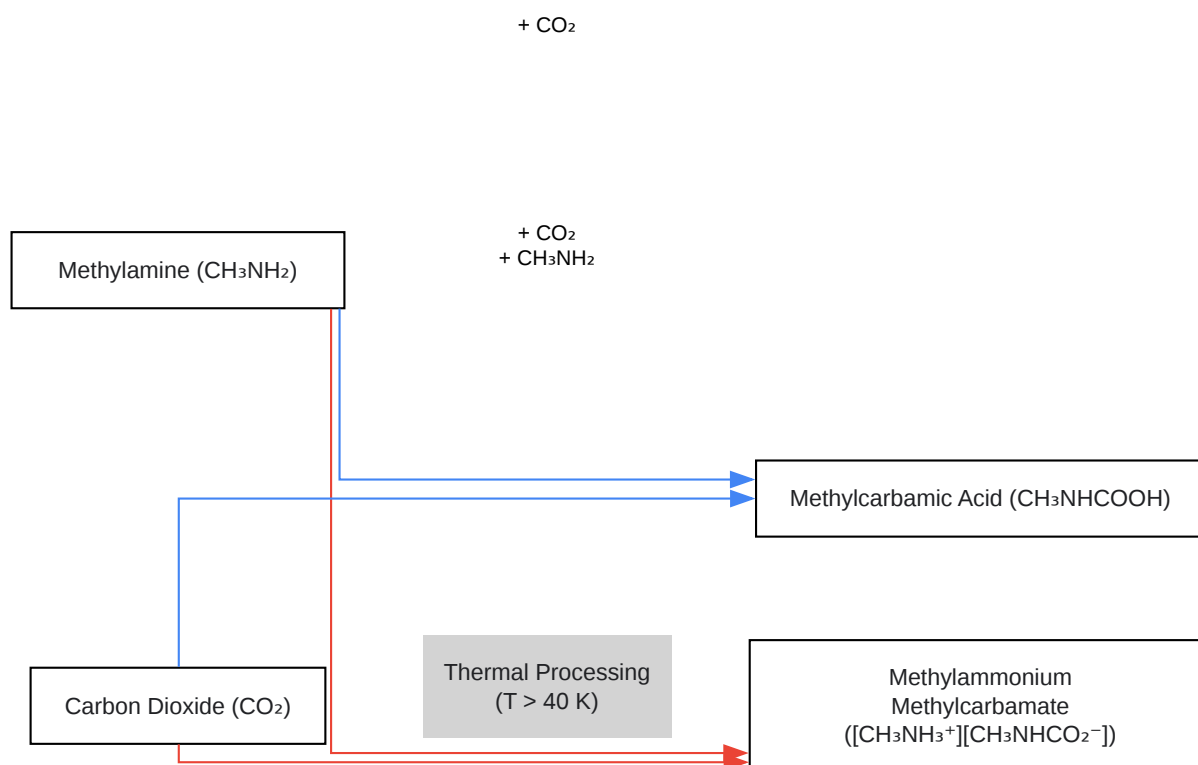 + CO₂
+ CO₂
+ CH₃NH₂
Methylamine (CH₃NH₂)
Methylcarbamic Acid (CH₃NHCOOH)
Thermal Processing
(T > 40 K)
Carbon Dioxide (CO₂)
Methylammonium
Methylcarbamate
([CH₃NH₃⁺][CH₃NHCO₂⁻])